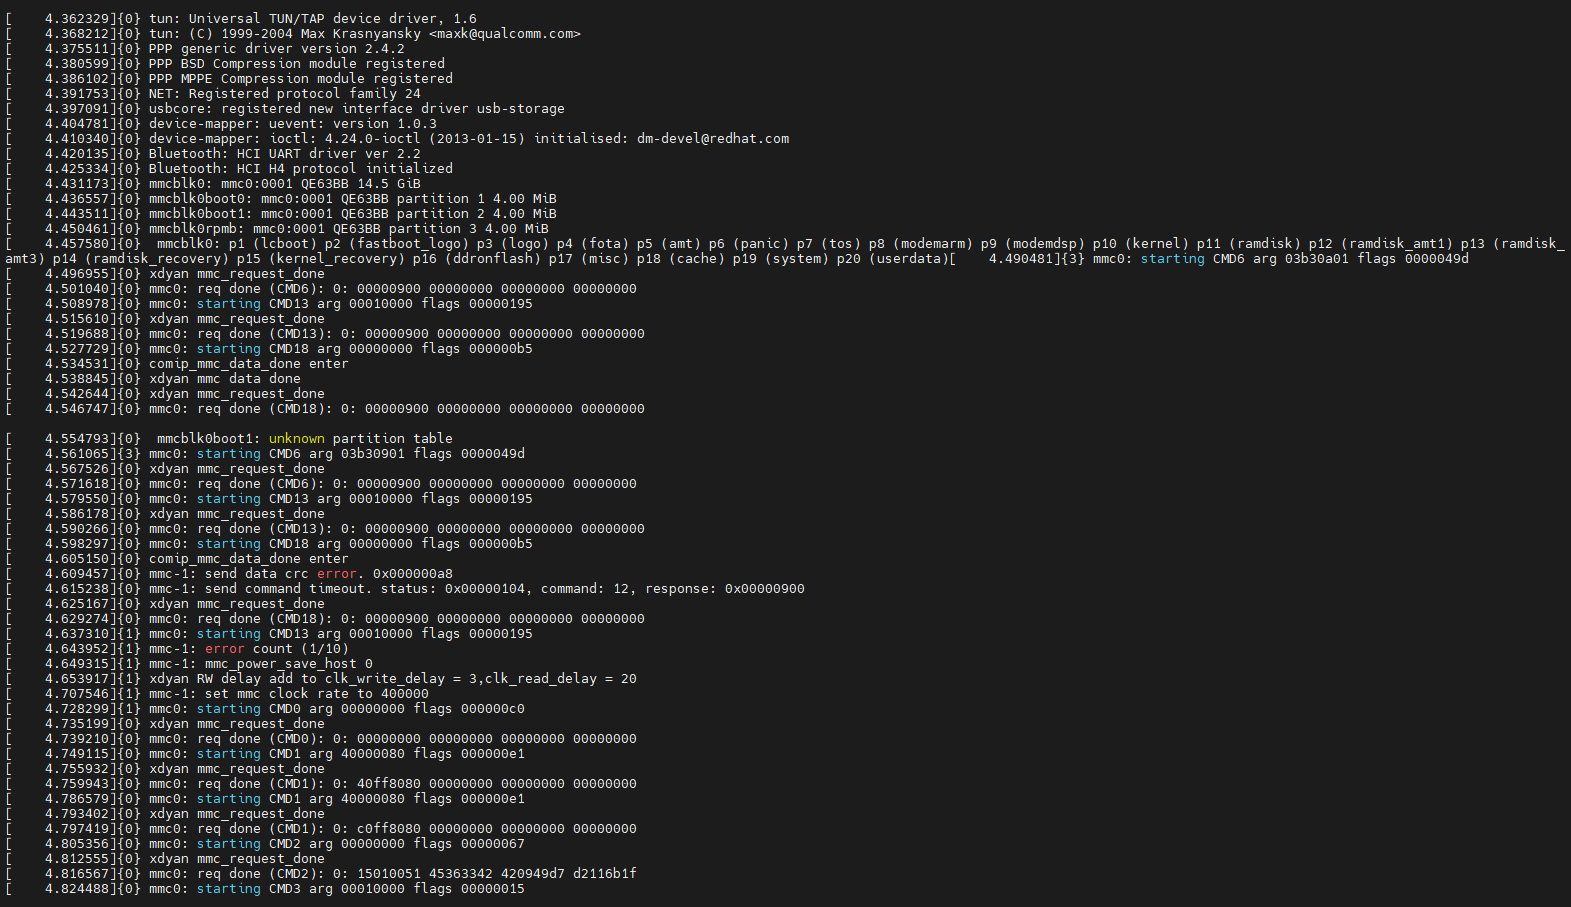 [    4.362329]{0} tun: Universal TUN/TAP device driver, 1.6
[    4.368212]{0} tun: (C) 1999-2004 Max Krasnyansky <maxk@qualcomm.com>
[    4.375511]{0} PPP generic driver version 2.4.2
[    4.380599]{0} PPP BSD Compression module registered
[    4.386102]{0} PPP MPPE Compression module registered
[    4.391753]{0} NET: Registered protocol family 24
[    4.397091]{0} usbcore: registered new interface driver usb-storage
[    4.404781]{0} device-mapper: uevent: version 1.0.3
[    4.410340]{0} device-mapper: ioctl: 4.24.0-ioctl (2013-01-15) initialised: dm-devel@redhat.com
[    4.420135]{0} Bluetooth: HCI UART driver ver 2.2
[    4.425334]{0} Bluetooth: HCI H4 protocol initialized
[    4.431173]{0} mmcblk0: mmc0:0001 QE63BB 14.5 GiB
[    4.436557]{0} mmcblk0boot0: mmc0:0001 QE63BB partition 1 4.00 MiB
[    4.443511]{0} mmcblk0boot1: mmc0:0001 QE63BB partition 2 4.00 MiB
[    4.450461]{0} mmcblk0rpmb: mmc0:0001 QE63BB partition 3 4.00 MiB
[    4.457580]{0}  mmcblk0: p1 (lcboot) p2 (fastboot_logo) p3 (logo) p4 (fota) p5 (amt) p6 (panic) p7 (tos) p8 (modemarm) p9 (modemdsp) p10 (kernel) p11 (ramdisk) p12 (ramdisk_amt1) p13 (ramdisk_
amt3) p14 (ramdisk_recovery) p15 (kernel_recovery) p16 (ddronflash) p17 (misc) p18 (cache) p19 (system) p20 (userdata)[    4.490481]{3} mmc0: starting CMD6 arg 03b30a01 flags 0000049d
[    4.496955]{0} xdyan mmc_request_done
[    4.501040]{0} mmc0: req done (CMD6): 0: 00000900 00000000 00000000 00000000
[    4.508978]{0} mmc0: starting CMD13 arg 00010000 flags 00000195
[    4.515610]{0} xdyan mmc_request_done
[    4.519688]{0} mmc0: req done (CMD13): 0: 00000900 00000000 00000000 00000000
[    4.527729]{0} mmc0: starting CMD18 arg 00000000 flags 000000b5
[    4.534531]{0} comip_mmc_data_done enter
[    4.538845]{0} xdyan mmc data done
[    4.542644]{0} xdyan mmc_request_done
[    4.546747]{0} mmc0: req done (CMD18): 0: 00000900 00000000 00000000 00000000
[    4.554793]{0}  mmcblk0boot1: unknown partition table
[    4.561065]{3} mmc0: starting CMD6 arg 03b30901 flags 0000049d
[    4.567526]{0} xdyan mmc_request_done
[    4.571618]{0} mmc0: req done (CMD6): 0: 00000900 00000000 00000000 00000000
[    4.579550]{0} mmc0: starting CMD13 arg 00010000 flags 00000195
[    4.586178]{0} xdyan mmc_request_done
[    4.590266]{0} mmc0: req done (CMD13): 0: 00000900 00000000 00000000 00000000
[    4.598297]{0} mmc0: starting CMD18 arg 00000000 flags 000000b5
[    4.605150]{0} comip_mmc_data_done enter
[    4.609457]{0} mmc-1: send data crc error. 0x000000a8
[    4.615238]{0} mmc-1: send command timeout. status: 0x00000104, command: 12, response: 0x00000900
[    4.625167]{0} xdyan mmc_request_done
[    4.629274]{0} mmc0: req done (CMD18): 0: 00000900 00000000 00000000 00000000
[    4.637310]{1} mmc0: starting CMD13 arg 00010000 flags 00000195
[    4.643952]{1} mmc-1: error count (1/10)
[    4.649315]{1} mmc-1: mmc_power_save_host 0
[    4.653917]{1} xdyan RW delay add to clk_write_delay = 3,clk_read_delay = 20
[    4.707546]{1} mmc-1: set mmc clock rate to 400000
[    4.728299]{1} mmc0: starting CMD0 arg 00000000 flags 000000c0
[    4.735199]{0} xdyan mmc_request_done
[    4.739210]{0} mmc0: req done (CMD0): 0: 00000000 00000000 00000000 00000000
[    4.749115]{0} mmc0: starting CMD1 arg 40000080 flags 000000e1
[    4.755932]{0} xdyan mmc_request_done
[    4.759943]{0} mmc0: req done (CMD1): 0: 40ff8080 00000000 00000000 00000000
[    4.786579]{0} mmc0: starting CMD1 arg 40000080 flags 000000e1
[    4.793402]{0} xdyan mmc_request_done
[    4.797419]{0} mmc0: req done (CMD1): 0: c0ff8080 00000000 00000000 00000000
[    4.805356]{0} mmc0: starting CMD2 arg 00000000 flags 00000067
[    4.812555]{0} xdyan mmc_request_done
[    4.816567]{0} mmc0: req done (CMD2): 0: 15010051 45363342 420949d7 d2116b1f
[    4.824488]{0} mmc0: starting CMD3 arg 00010000 flags 00000015